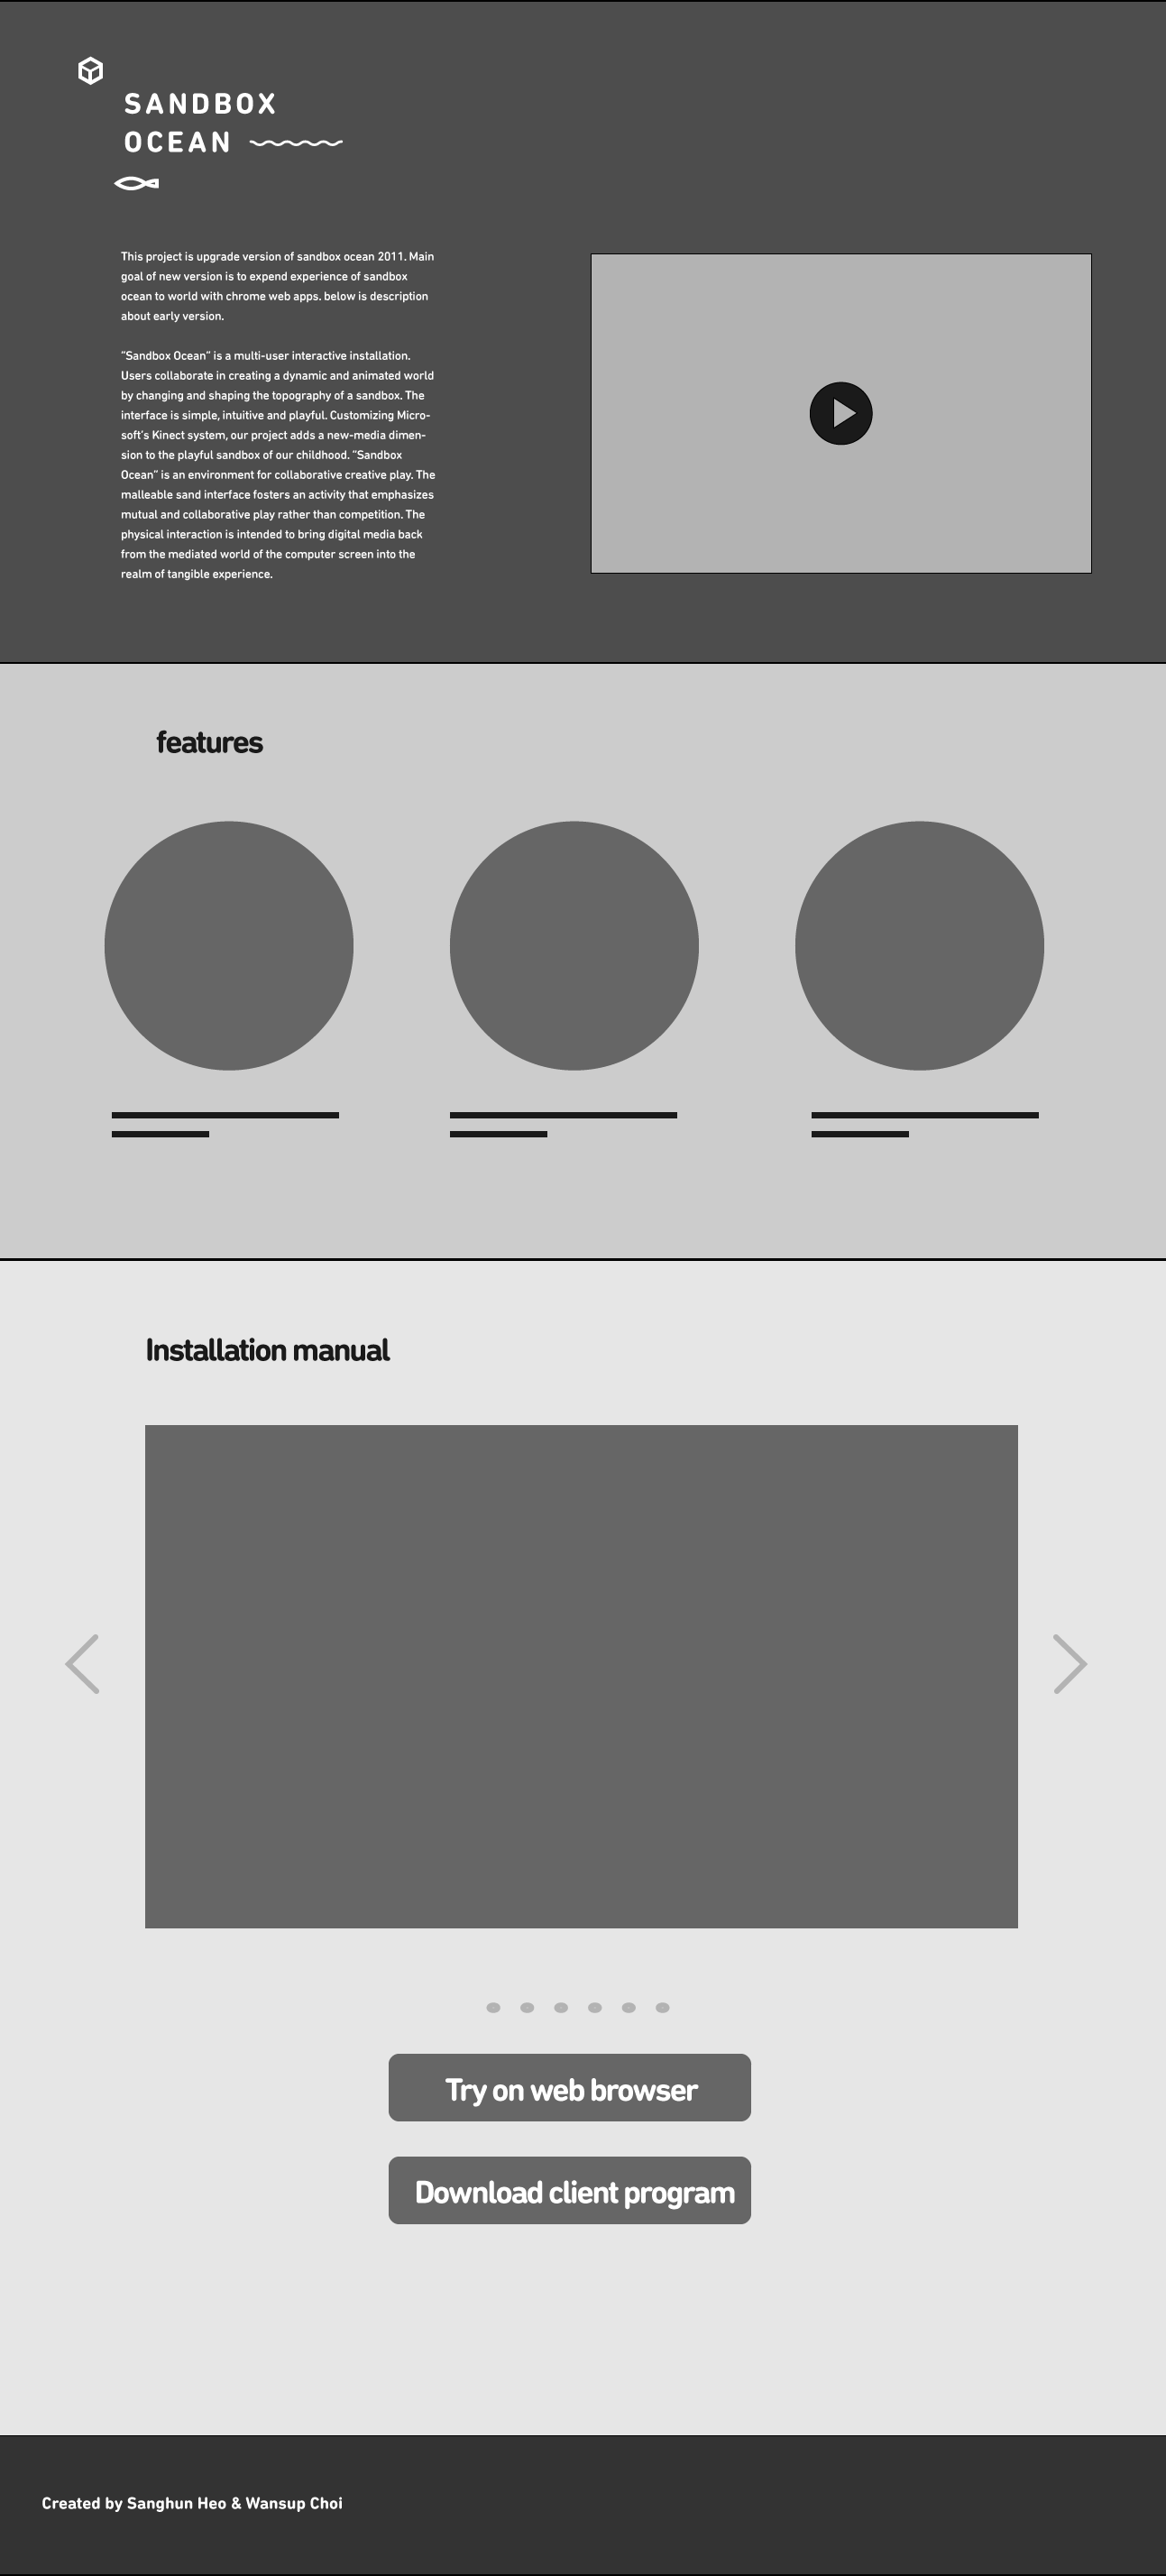 SANDBOX
OCEAN
This project is upgrade version of sandbox ocean 2011. Main
goal of new version is to expend experience of sandbox
ocean to world with chrome web apps. below is description
about early version.
“Sandbox Ocean” is a multi-user interactive installation.
Users collaborate in creating a dynamic and animated world
by changing and shaping the topography of a sandbox. The
interface is simple, intuitive and playful. Customizing Micro-
soft’s Kinect system, our project adds a new-media dimen-
sion to the playful sandbox of our childhood. “Sandbox
Ocean” is an environment for collaborative creative play. The
malleable sand interface fosters an activity that emphasizes
mutual and collaborative play rather than competition. The
physical interaction is intended to bring digital media back
from the mediated world of the computer screen into the
realm of tangible experience.
features
Installation manual
Try on web browser
Download client program
Created by Sanghun Heo & Wansup Choi